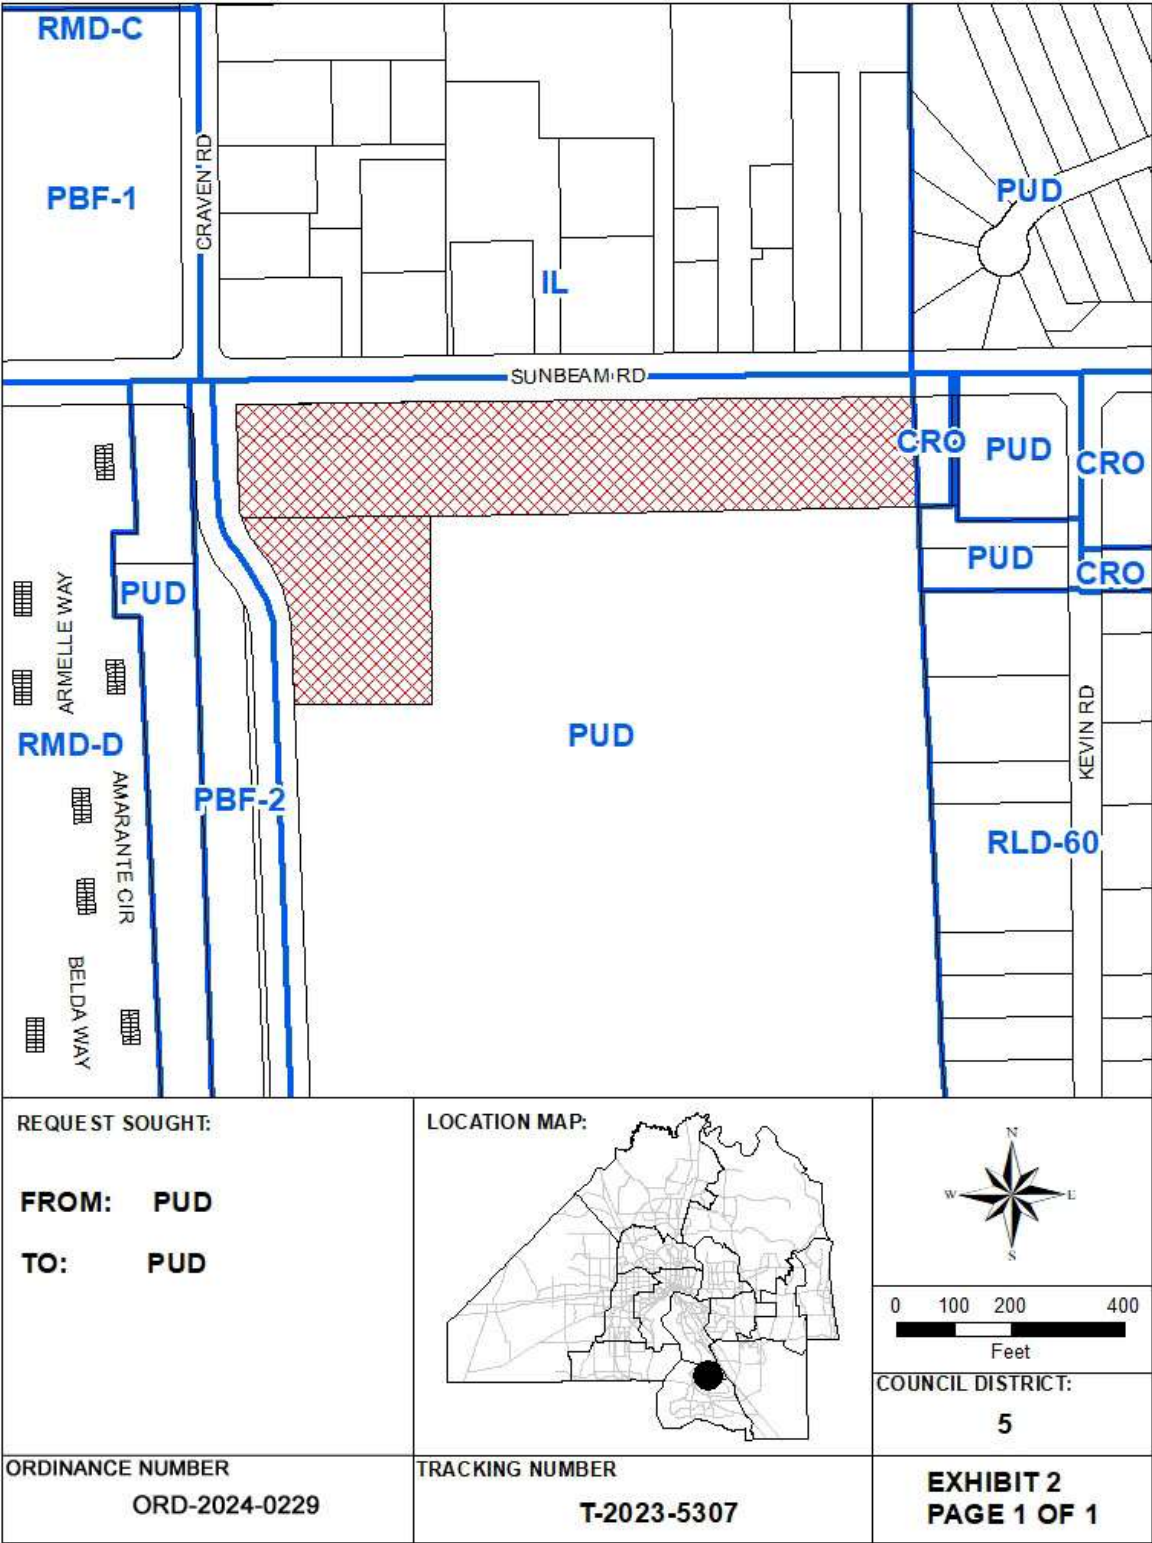 RMD-C
CRAVEN RD
PBF-1
PUD
IL
SUNBEAM RD
CRO
PUD
CRO
PUD
CRO
PUD
ARMELLE WAY
KEVIN RD
RMD-D
PUD
AMARANTE CIR
PBF-2
RLD-60
BELDA WAY
REQUEST SOUGHT:
FROM: PUD
TO: PUD
LOCATION MAP:
N
W E
S
0 100 200 400
Feet
COUNCIL DISTRICT:
5
ORDINANCE NUMBER
ORD-2024-0229
TRACKING NUMBER
T-2023-5307
EXHIBIT 2
PAGE 1 OF 1